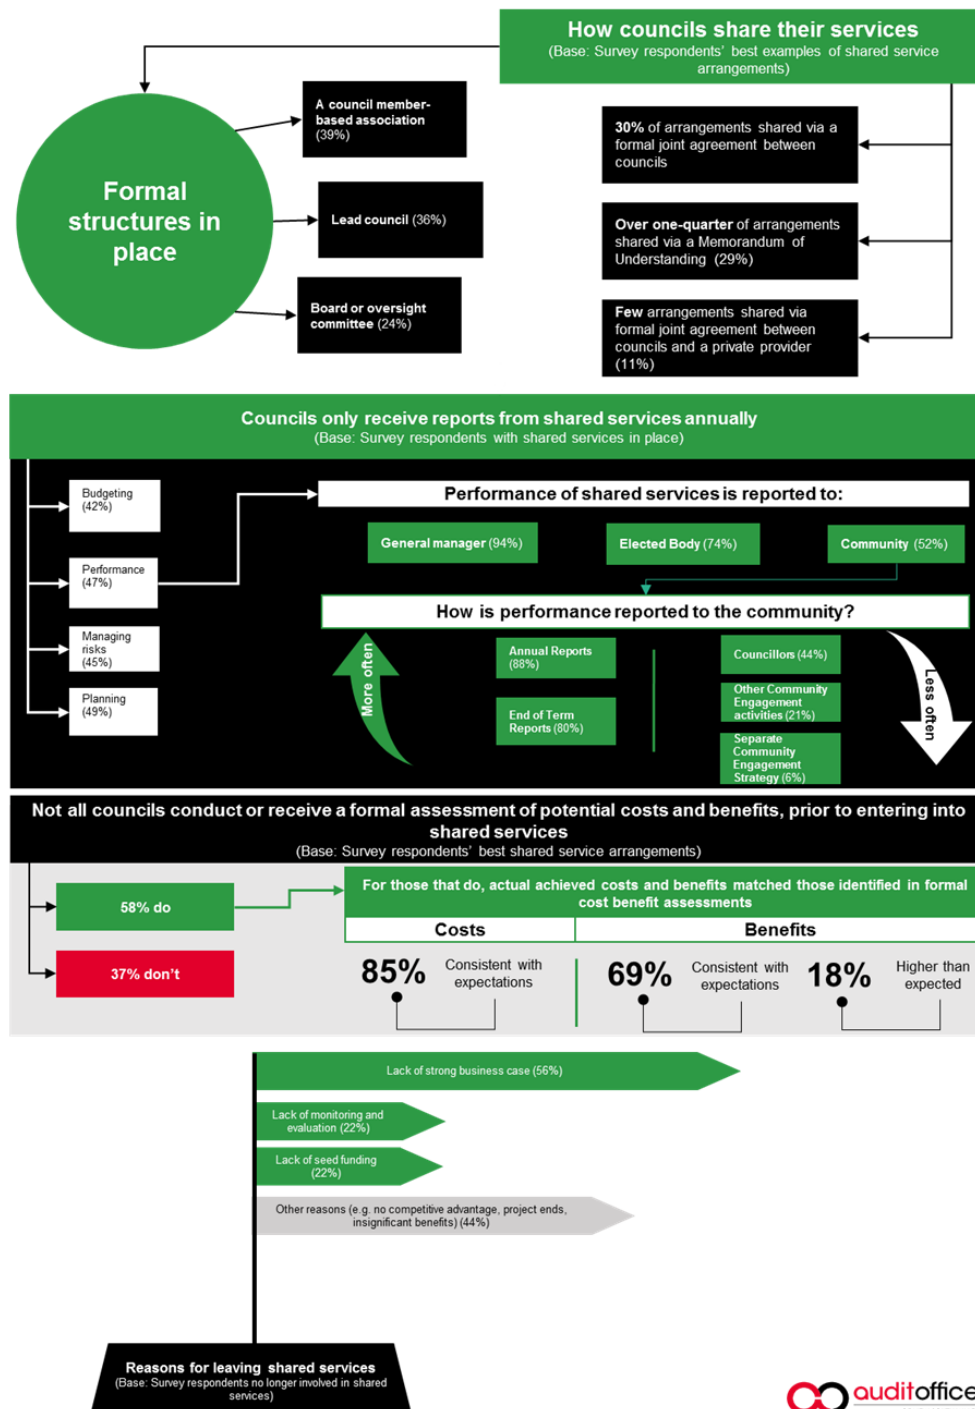 How councils share their services
(Base: Survey respondents' best examples of shared service
arrangements)
Formal
structures in
place
A council member-
based association
(39%)
Lead council (36%)
Board or oversight
committee (24%)
30% of arrangements shared via a
formal joint agreement between
councils
Over one-quarter of arrangements
shared via a Memorandum of
Understanding (29%)
Few arrangements shared via
formal joint agreement between
councils and a private provider
(11%)
Councils only receive reports from shared services annually
(Base: Survey respondents with shared services in place)
Budgeting
(42%)
Performance
(47%)
Managing
risks
(45%)
Planning
(49%)
Performance of shared services is reported to:
General manager (94%)
Elected Body (74%)
Community (52%)
How is performance reported to the community?
More often
Annual Reports
(88%)
End of Term
Reports (80%)
Councillors (44%)
Other Community
Engagement
activities (21%)
Separate
Community
Engagement
Strategy (6%)
Less often
Not all councils conduct or receive a formal assessment of potential costs and benefits, prior to entering into
shared services
(Base: Survey respondents' best shared service arrangements)
58% do
37% don't
For those that do, actual achieved costs and benefits matched those identified in formal
cost benefit assessments
Costs
Benefits
85%
Consistent with
expectations
69%
Consistent with
expectations
18%
Higher than
expected
Lack of strong business case (56%)
Lack of monitoring and
evaluation (22%)
Lack of seed funding
(22%)
Other reasons (e.g. no competitive advantage, project ends,
insignificant benefits) (44%)
Reasons for leaving shared services
(Base: Survey respondents no longer involved in shared
services)
auditoffice